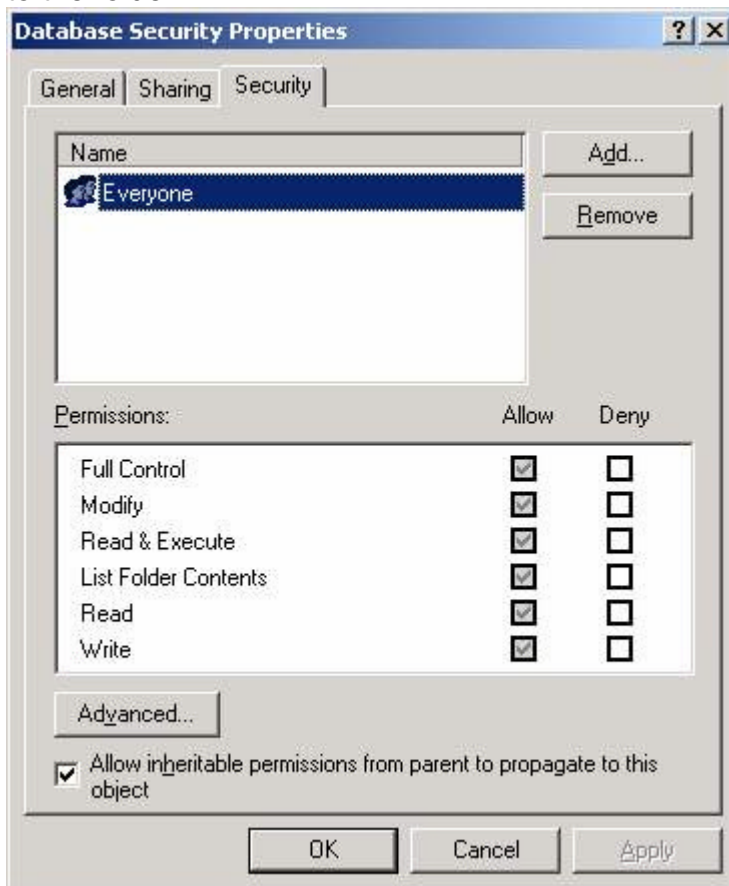 Database Security Properties ? X
General Sharing Security
Name
Everyone
Add...
Remove
Permissions: Allow Deny
Full Control
Modify
Read & Execute
List Folder Contents
Read
Write
Advanced...
Allow inheritable permissions from parent to propagate to this
object
OK Cancel Apply